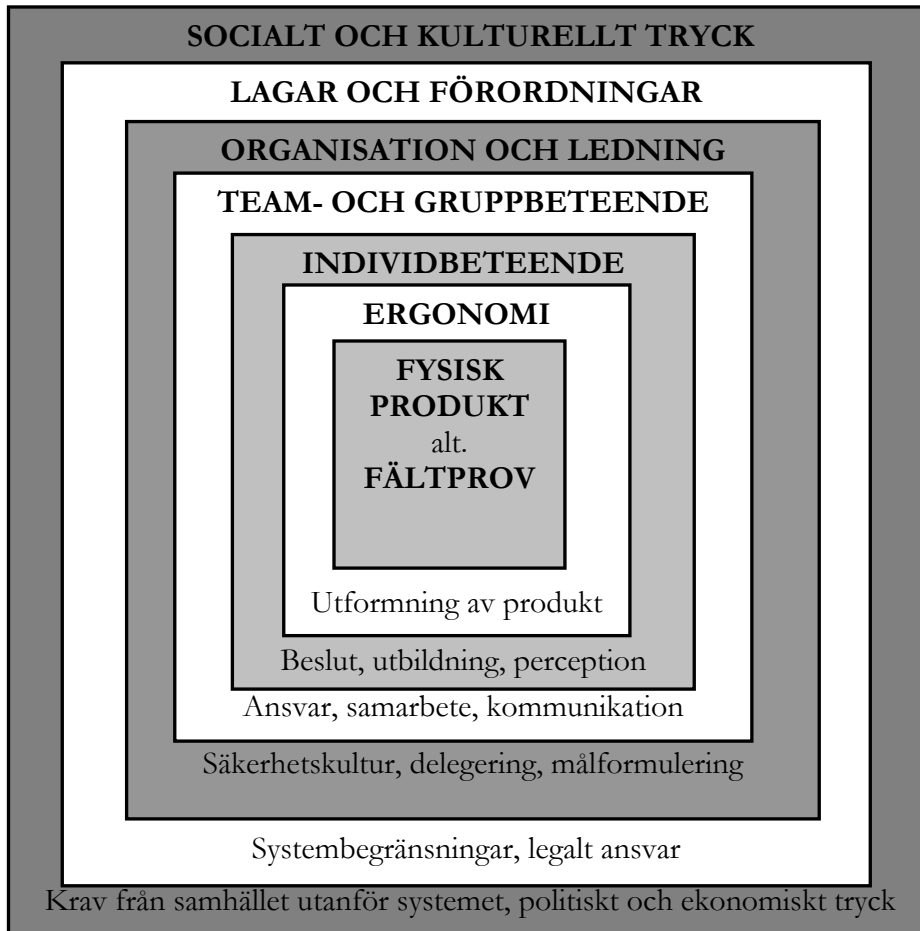 SOCIALT OCH KULTURELLT TRYCK
LAGAR OCH FÖRORDNINGAR
ORGANISATION OCH LEDNING
TEAM- OCH GRUPPBETEENDE
INDIVIDBETEENDE
ERGONOMI
FYSISK
PRODUKT
alt.
FÄLTPROV
Utformning av produkt
Beslut, utbildning, perception
Ansvar, samarbete, kommunikation
Säkerhetskultur, delegering, målformulering
Systembegränsningar, legalt ansvar
Krav från samhället utanför systemet, politiskt och ekonomiskt tryck